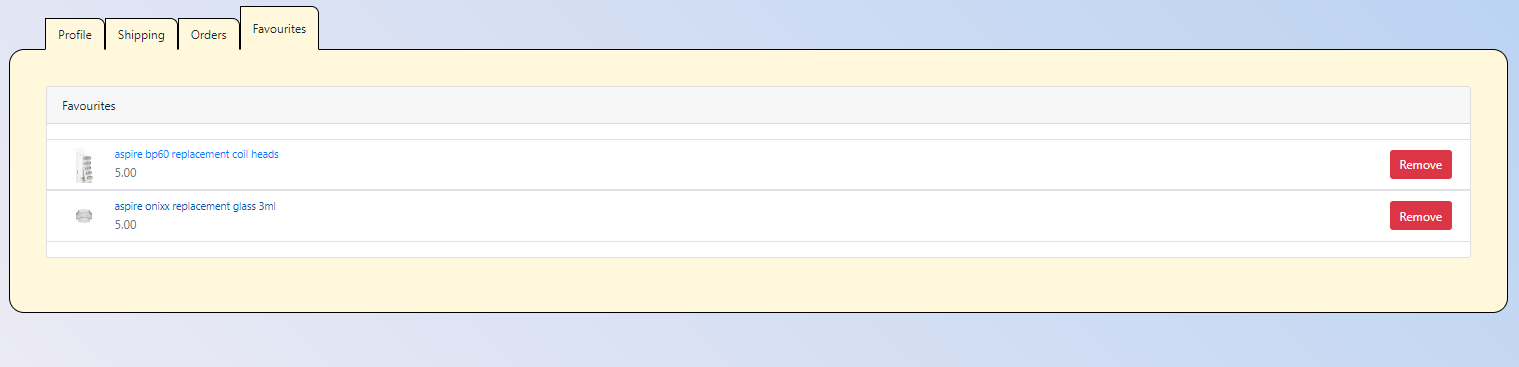 Profile
Shipping
Orders
Favourites
Favourites
aspire bp60 replacement coil heads
5.00
Remove
aspire onixx replacement glass 3ml
5.00
Remove